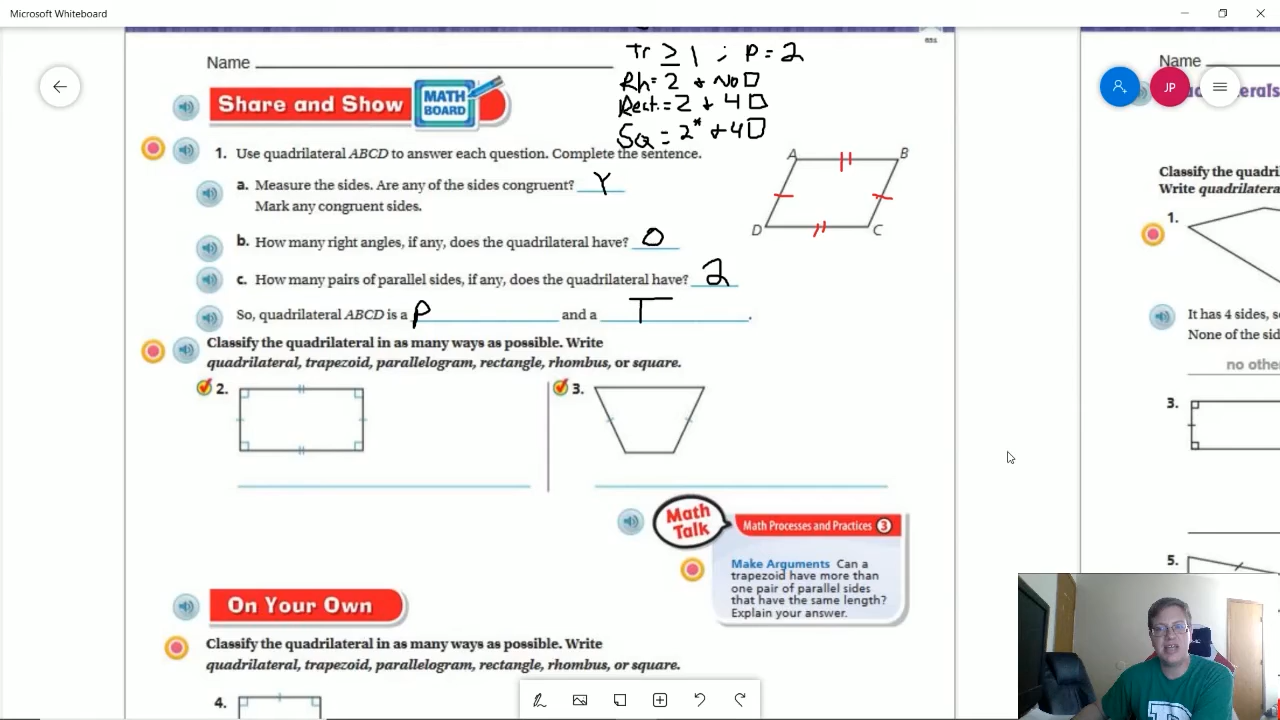 Microsoft Whiteboard
Tr ≥ 1 ; P = 2
Rh = 2 + No □
Rect. = 2 + 4 □
Sq = 2* + 4 □
Name
Share and Show
MATH
BOARD
1. Use quadrilateral ABCD to answer each question. Complete the sentence.
a. Measure the sides. Are any of the sides congruent? Y
Mark any congruent sides.
b. How many right angles, if any, does the quadrilateral have? 0
c. How many pairs of parallel sides, if any, does the quadrilateral have? 2
So, quadrilateral ABCD is a P and a T .
A
B
D
C
Classify the quadrilateral in as many ways as possible. Write
quadrilateral, trapezoid, parallelogram, rectangle, rhombus, or square.
2.
3.
Math
Talk
Math Processes and Practices 3
Make Arguments Can a
trapezoid have more than
one pair of parallel sides
that have the same length?
Explain your answer.
On Your Own
Classify the quadrilateral in as many ways as possible. Write
quadrilateral, trapezoid, parallelogram, rectangle, rhombus, or square.
4.
Name
JP
Classify the
Write
1.
It has 4 sides,
None of the
no
3.
5.